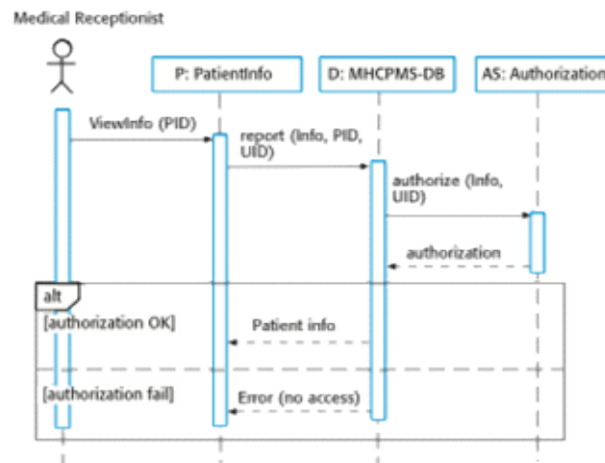 Medical Receptionist
P: PatientInfo
D: MHCPMS-DB
AS: Authorization
ViewInfo (PID)
report (Info, PID,
UID)
authorize (Info,
UID)
authorization
alt
[authorization OK]
Patient info
[authorization fail]
Error (no access)